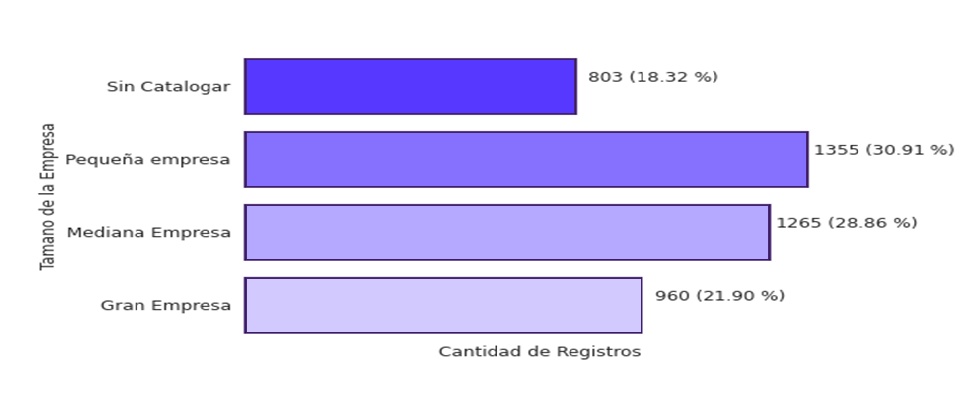 Sin Catalogar
803 (18.32 %)
Pequeña empresa
1355 (30.91 %)
Mediana Empresa
1265 (28.86 %)
Gran Empresa
960 (21.90 %)
Tamano de la Empresa
Cantidad de Registros